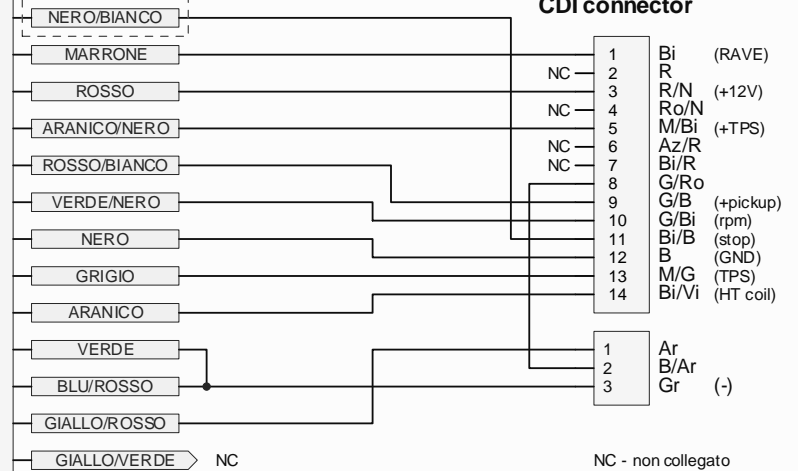 CDI connector
NERO/BIANCO
MARRONE 1 Bi (RAVE)
NC 2 R
ROSSO 3 R/N (+12V)
NC 4 Ro/N
ARANICO/NERO 5 M/Bi (+TPS)
NC 6 Az/R
ROSSO/BIANCO NC 7 Bi/R
8 G/Ro
VERDE/NERO 9 G/B (+pickup)
10 G/Bi (rpm)
NERO 11 Bi/B (stop)
12 B (GND)
GRIGIO 13 M/G (TPS)
14 Bi/Vi (HT coil)
ARANICO
VERDE 1 Ar
2 B/Ar
BLU/ROSSO 3 Gr (-)
GIALLO/ROSSO
GIALLO/VERDE NC NC - non collegato